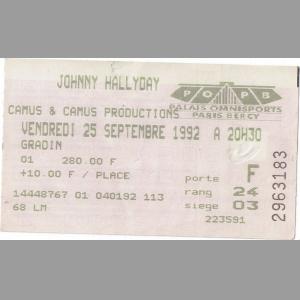 JOHNNY HALLYDAY
POPB
PALAIS OMNISPORTS
PARIS BERCY
CAMUS & CAMUS PRODUCTIONS
VENDREDI 25 SEPTEMBRE 1992 A 20H30
GRADIN
01 280.00 F
+10.00 F / PLACE
porte F
rang 24
siege 03
14448767 01 040192 113
68 LM
223591
2963183